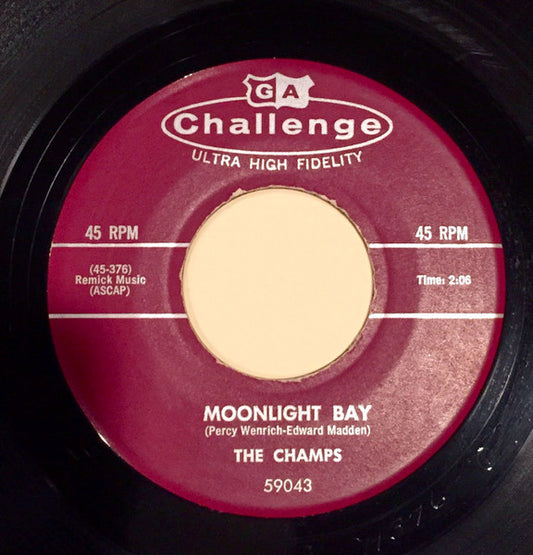 GA
Challenge
ULTRA HIGH FIDELITY
45 RPM
45 RPM
(45-376)
Remick Music
(ASCAP)
Time: 2:06
MOONLIGHT BAY
(Percy Wenrich-Edward Madden)
THE CHAMPS
59043